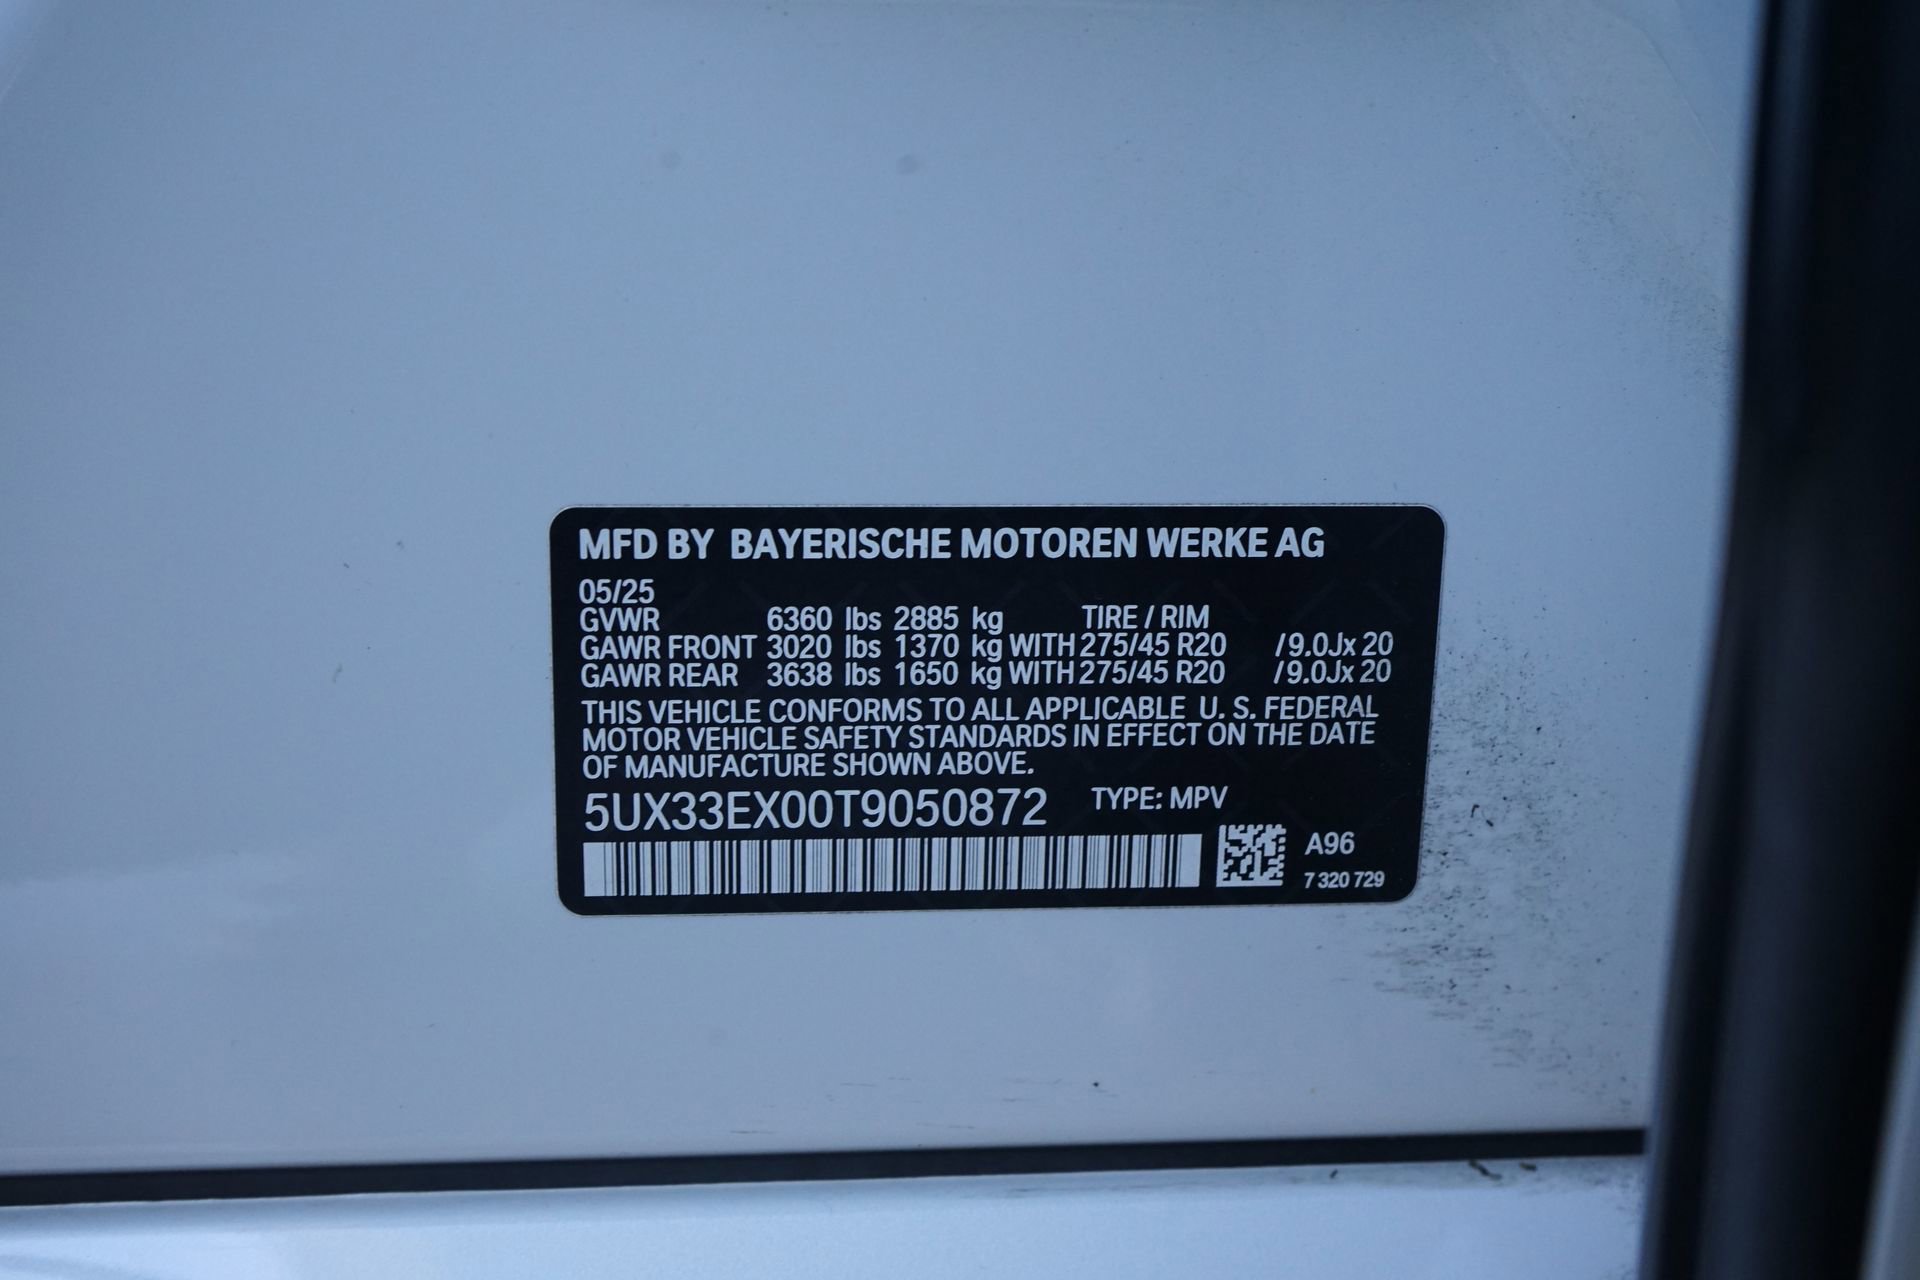 MFD BY BAYERISCHE MOTOREN WERKE AG
05/25
GVWR 6360 lbs 2885 kg TIRE / RIM
GAWR FRONT 3020 lbs 1370 kg WITH 275/45 R20 /9.0Jx 20
GAWR REAR 3638 lbs 1650 kg WITH 275/45 R20 /9.0Jx 20
THIS VEHICLE CONFORMS TO ALL APPLICABLE U. S. FEDERAL
MOTOR VEHICLE SAFETY STANDARDS IN EFFECT ON THE DATE
OF MANUFACTURE SHOWN ABOVE.
5UX33EX00T9050872 TYPE: MPV
A96
7 320 729